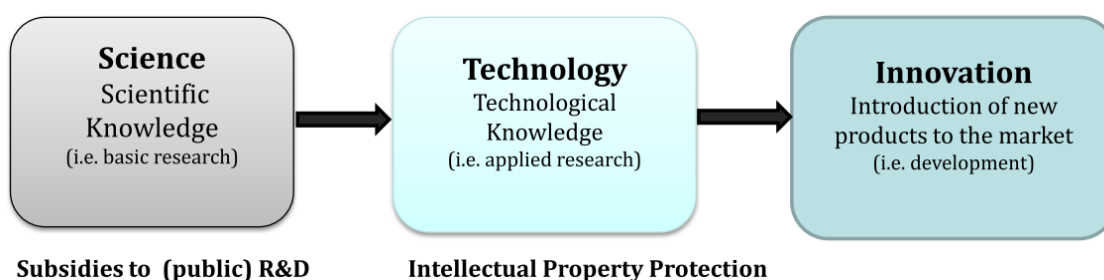 Science
Scientific
Knowledge
(i.e. basic research)
Technology
Technological
Knowledge
(i.e. applied research)
Innovation
Introduction of new
products to the market
(i.e. development)
Subsidies to (public) R&D
Intellectual Property Protection